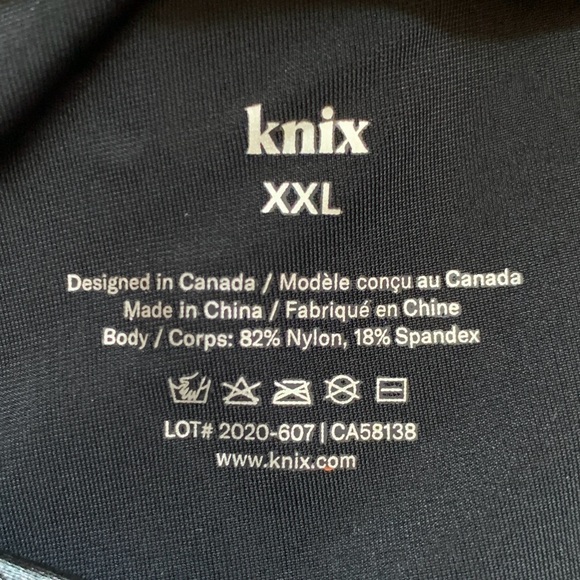 knix
XXL
Designed in Canada / Modèle conçu au Canada
Made in China / Fabriqué en Chine
Body / Corps: 82% Nylon, 18% Spandex
LOT# 2020-607 | CA58138
www.knix.com